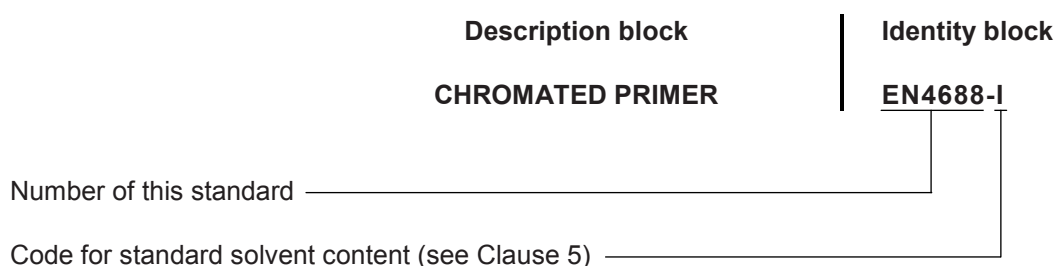 Description block Identity block
CHROMATED PRIMER EN4688-I
Number of this standard
Code for standard solvent content (see Clause 5)